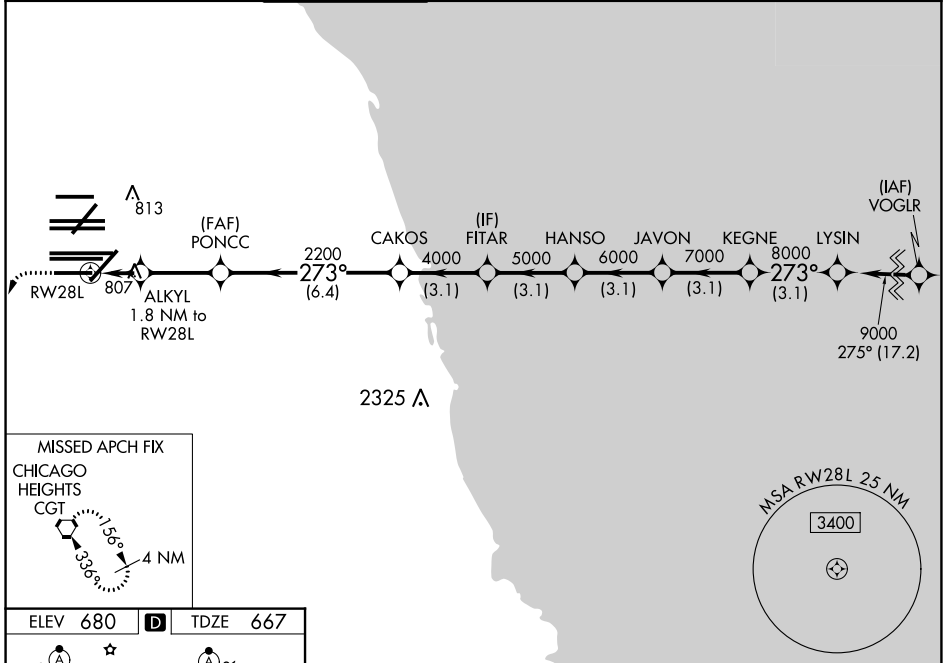 813
(IAF)
VOGLR
(FAF)
PONCC
CAKOS
(IF)
FITAR
HANSO
JAVON
KEGNE
LYSIN
2200
4000
5000
6000
7000
8000
273°
273°
(6.4)
(3.1)
(3.1)
(3.1)
(3.1)
(3.1)
RW28L
807
ALKYL
1.8 NM to
RW28L
9000
275° (17.2)
2325
MISSED APCH FIX
CHICAGO
HEIGHTS
CGT
156°
336°
4 NM
MSA RW28L 25 NM
3400
ELEV 680
D
TDZE 667
A
A